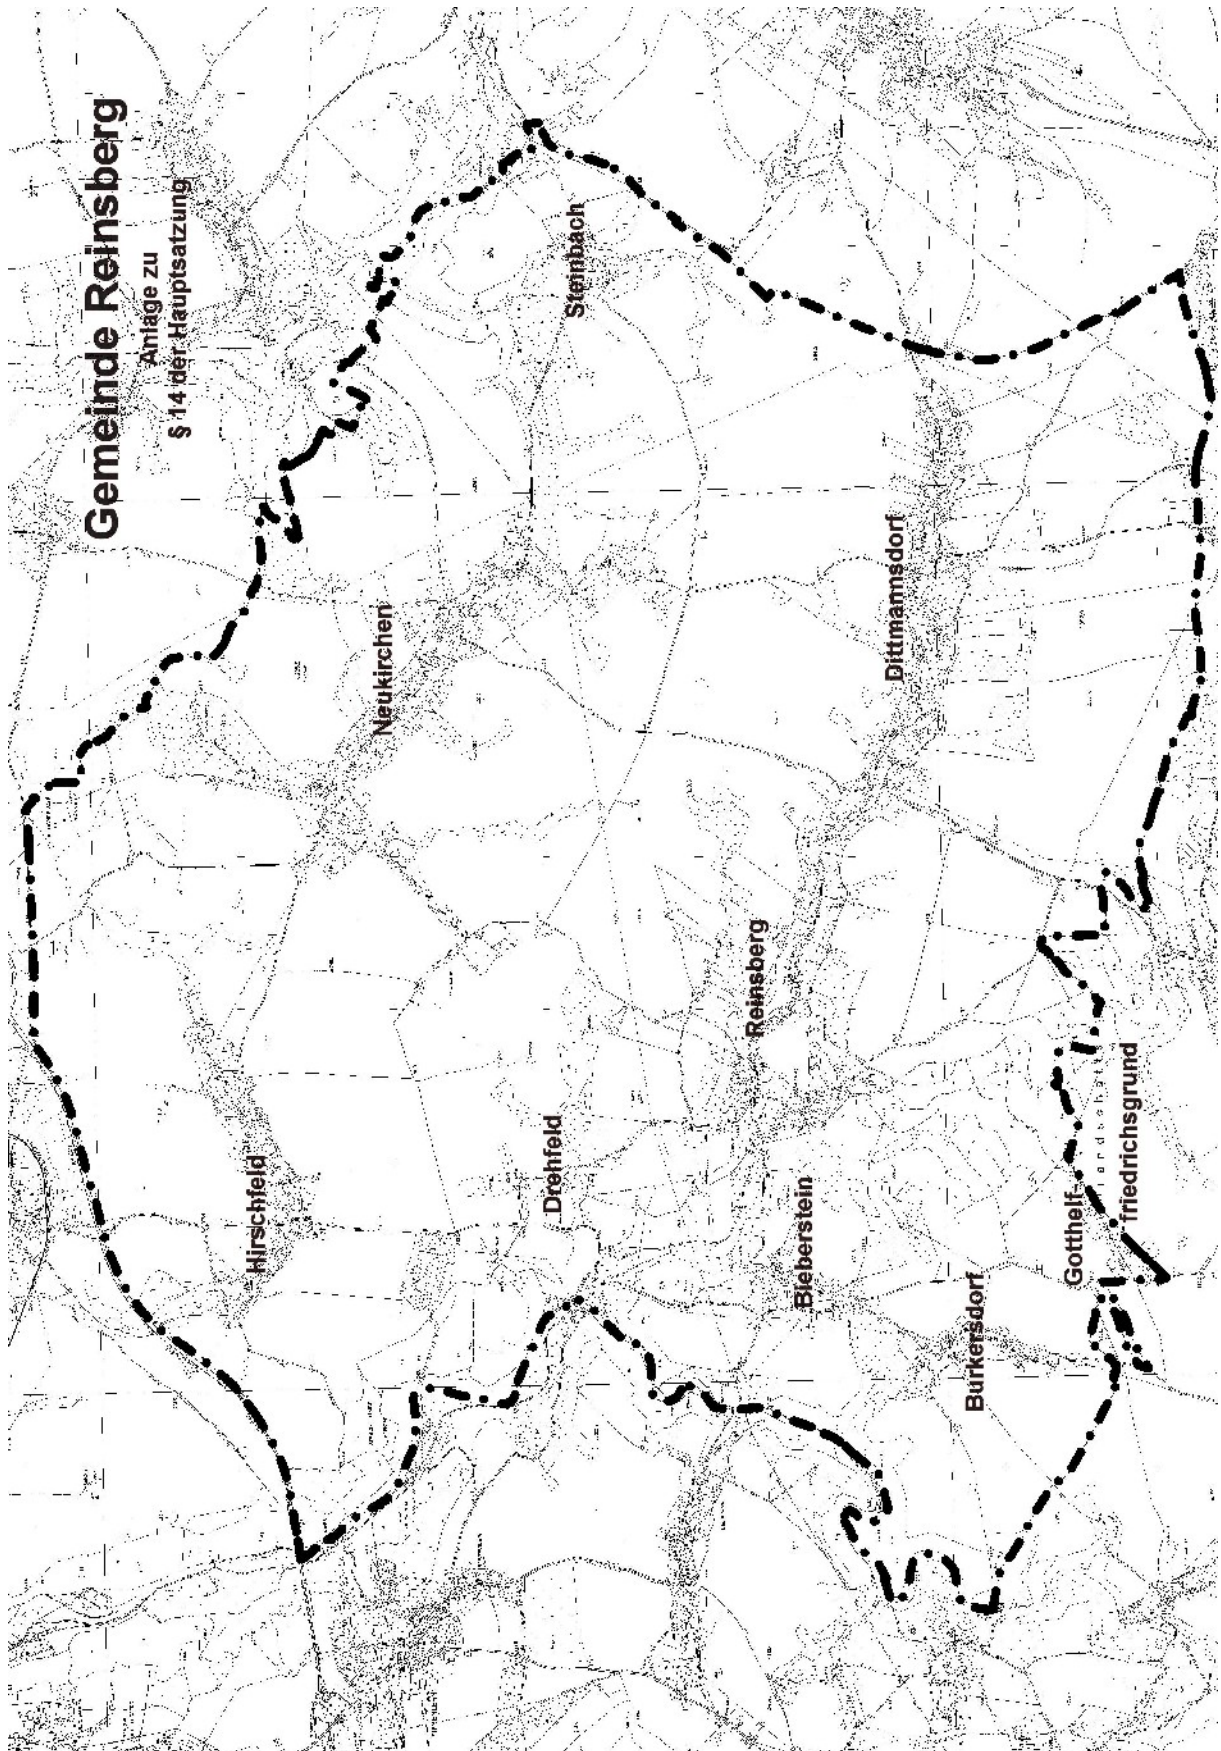 Gemeinde Reinsberg
Anlage zu
§ 14 der Hauptsatzung
Hirschfeld
Neukirchen
Drehfeld
Steinbach
Reinsberg
Bieberstein
Dittmannsdorf
Burkersdorf
Gotthelf-
friedrichsgrund